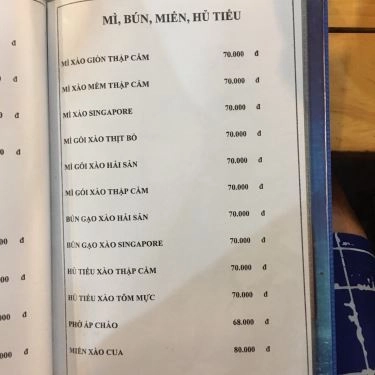 MÌ, BÚN, MIẾN, HỦ TIẾU
MÌ XÀO GIÒN THẬP CẨM 70.000 đ
MÌ XÀO MỀM THẬP CẨM 70.000 đ
MÌ XÀO SINGAPORE 70.000 đ
MÌ GÓI XÀO THỊT BÒ 70.000 đ
MÌ GÓI XÀO HẢI SẢN 70.000 đ
MÌ GÓI XÀO THẬP CẨM 70.000 đ
BÚN GẠO XÀO HẢI SẢN 70.000 đ
BÚN GẠO XÀO SINGAPORE 70.000 đ
HỦ TIẾU XÀO THẬP CẨM 70.000 đ
HỦ TIẾU XÀO TÔM MỰC 70.000 đ
PHỞ ÁP CHẢO 68.000 đ
MIẾN XÀO CUA 80.000 đ